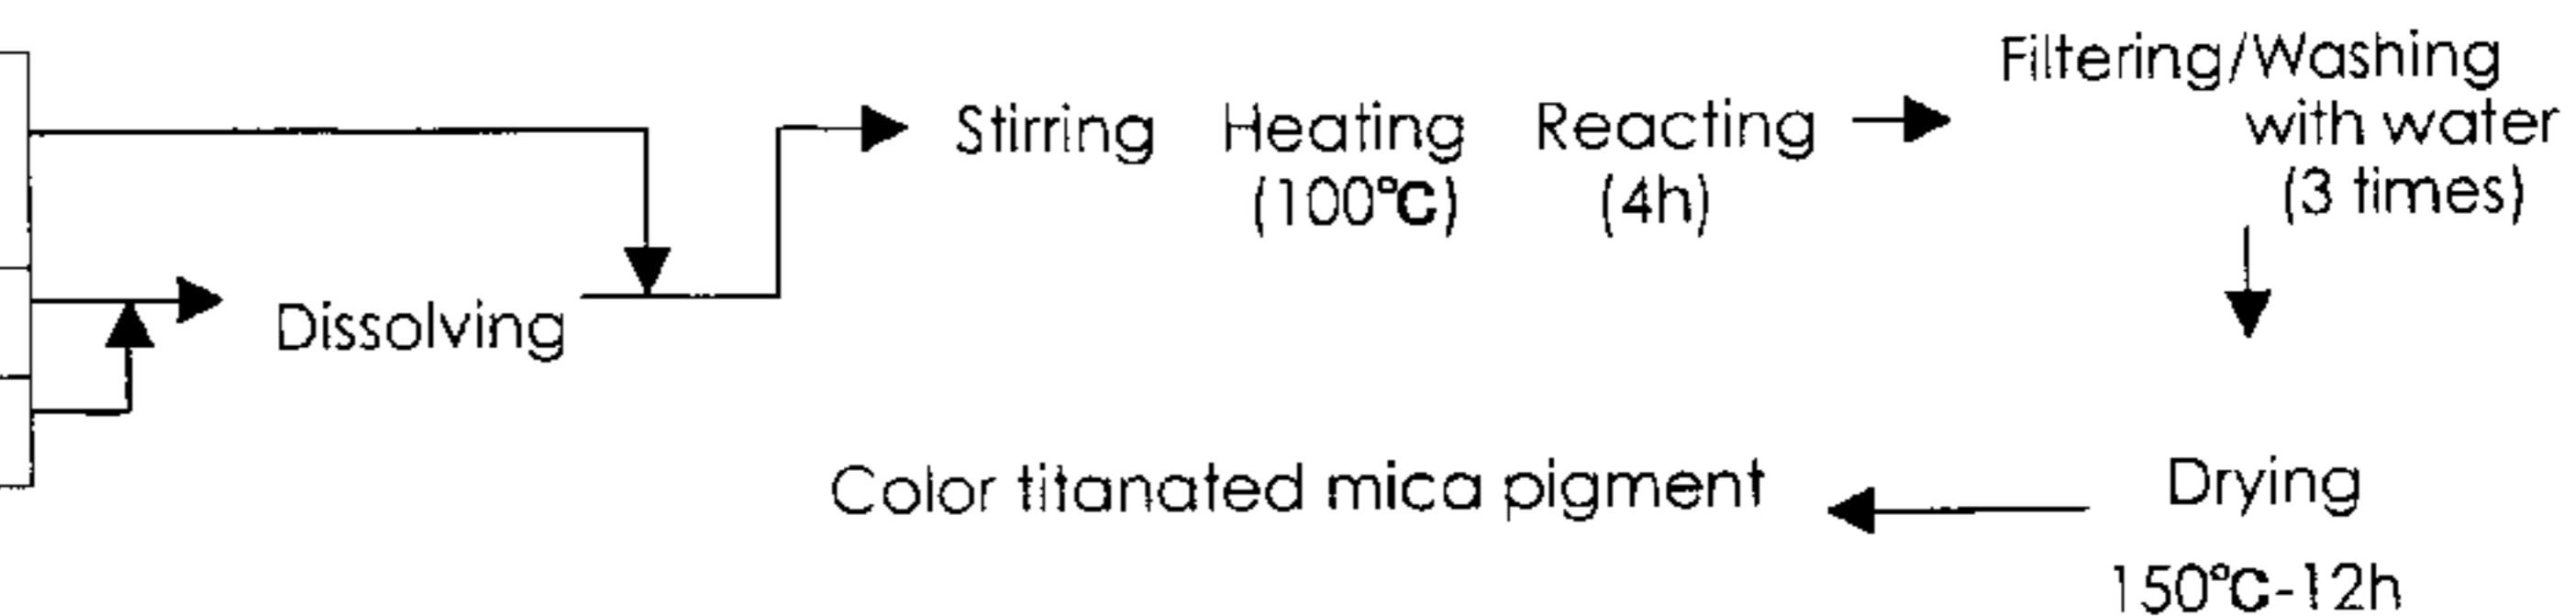 Filtering/Washing
with water
(3 times)
Stirring Heating Reacting
(100℃) (4h)
Dissolving
Color titanated mica pigment
Drying
150℃-12h